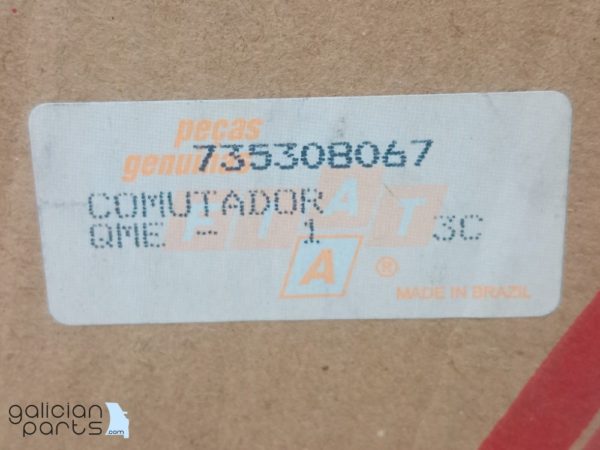 peças
genuínas
735308067
COMUTADOR
FIAT
QME - 1 3C
A ®
MADE IN BRAZIL
galician
parts.com